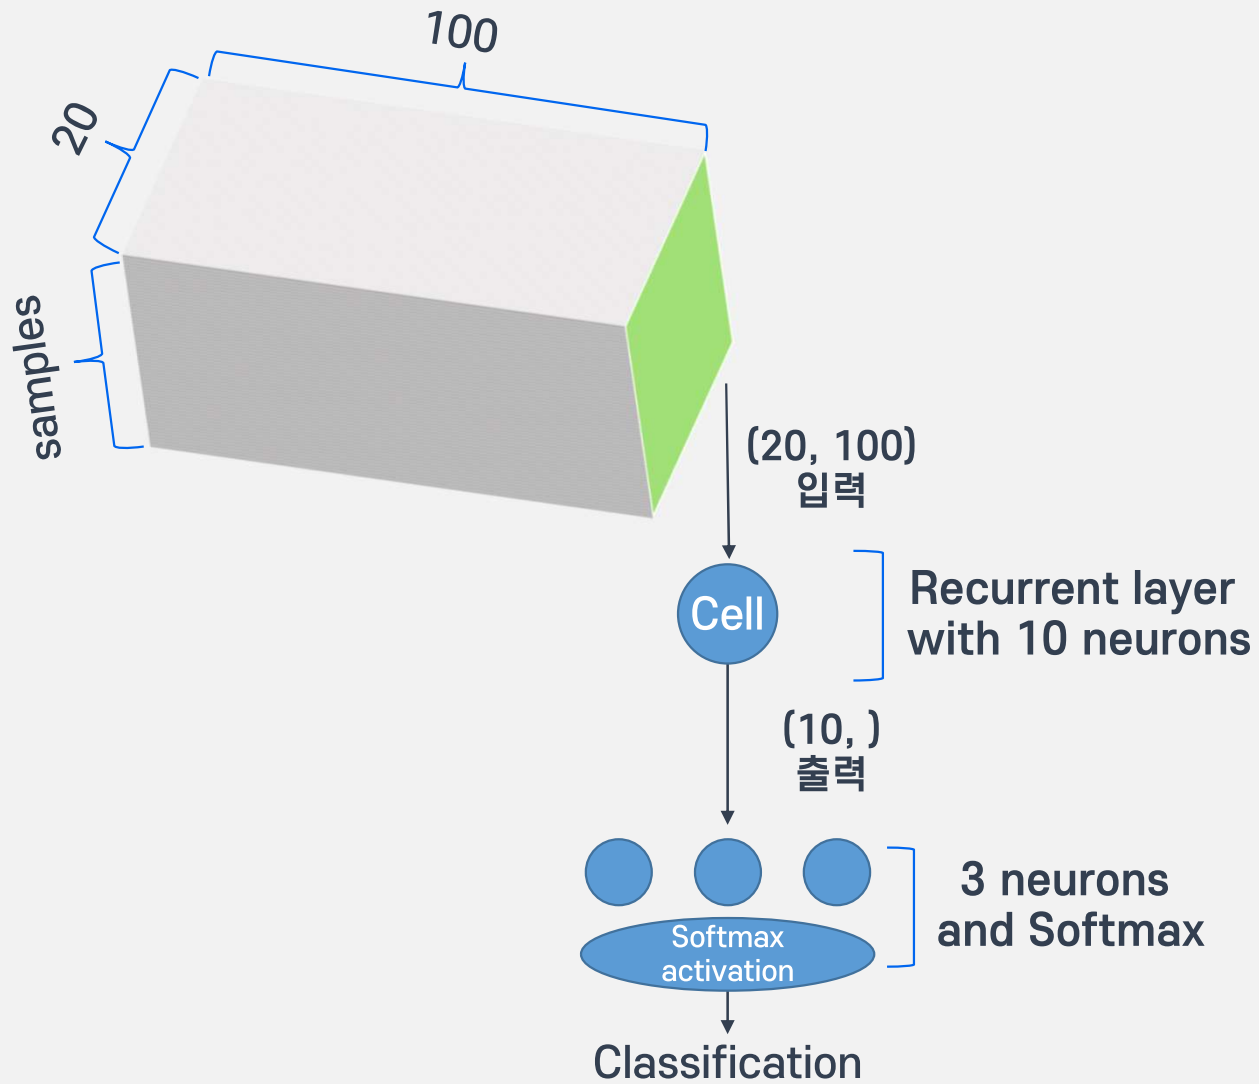 100
20
samples
(20, 100)
입력
Cell
Recurrent layer
with 10 neurons
(10, )
출력
3 neurons
and Softmax
Softmax
activation
Classification